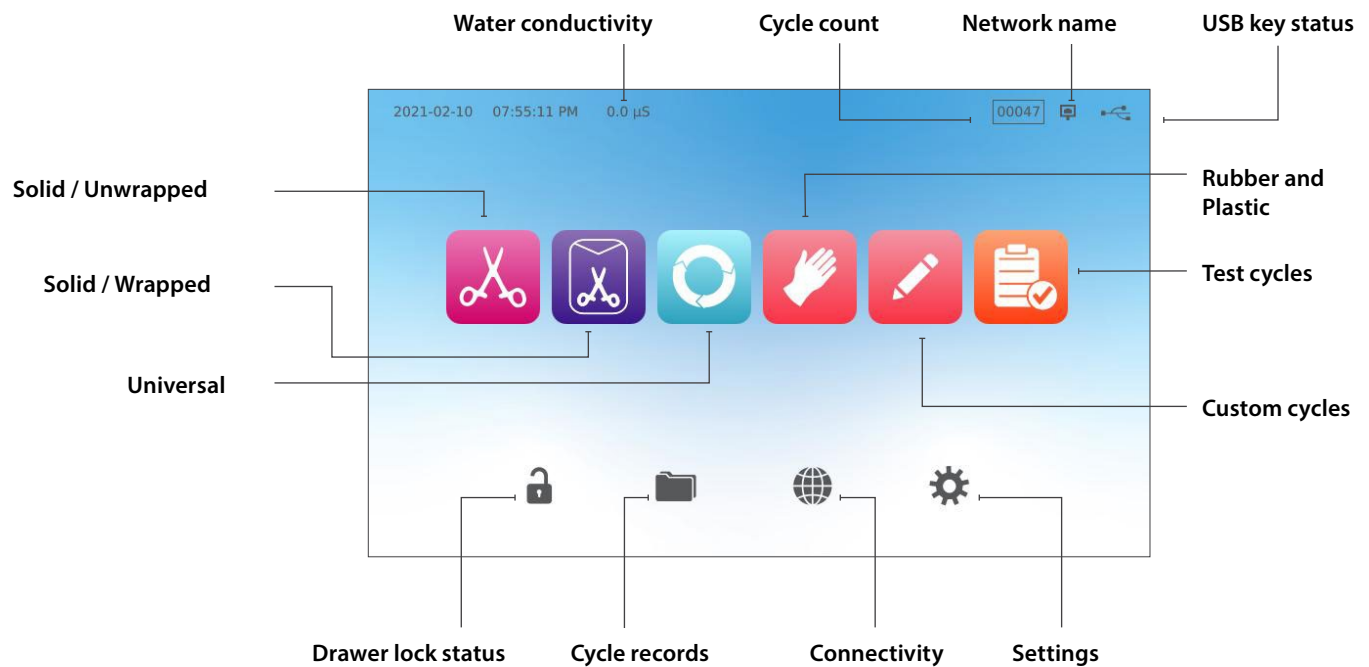 Water conductivity
Cycle count
Network name
USB key status
2021-02-10 07:55:11 PM 0.0 µS
00047
Solid / Unwrapped
Rubber and
Plastic
Solid / Wrapped
Test cycles
Universal
Custom cycles
Drawer lock status
Cycle records
Connectivity
Settings